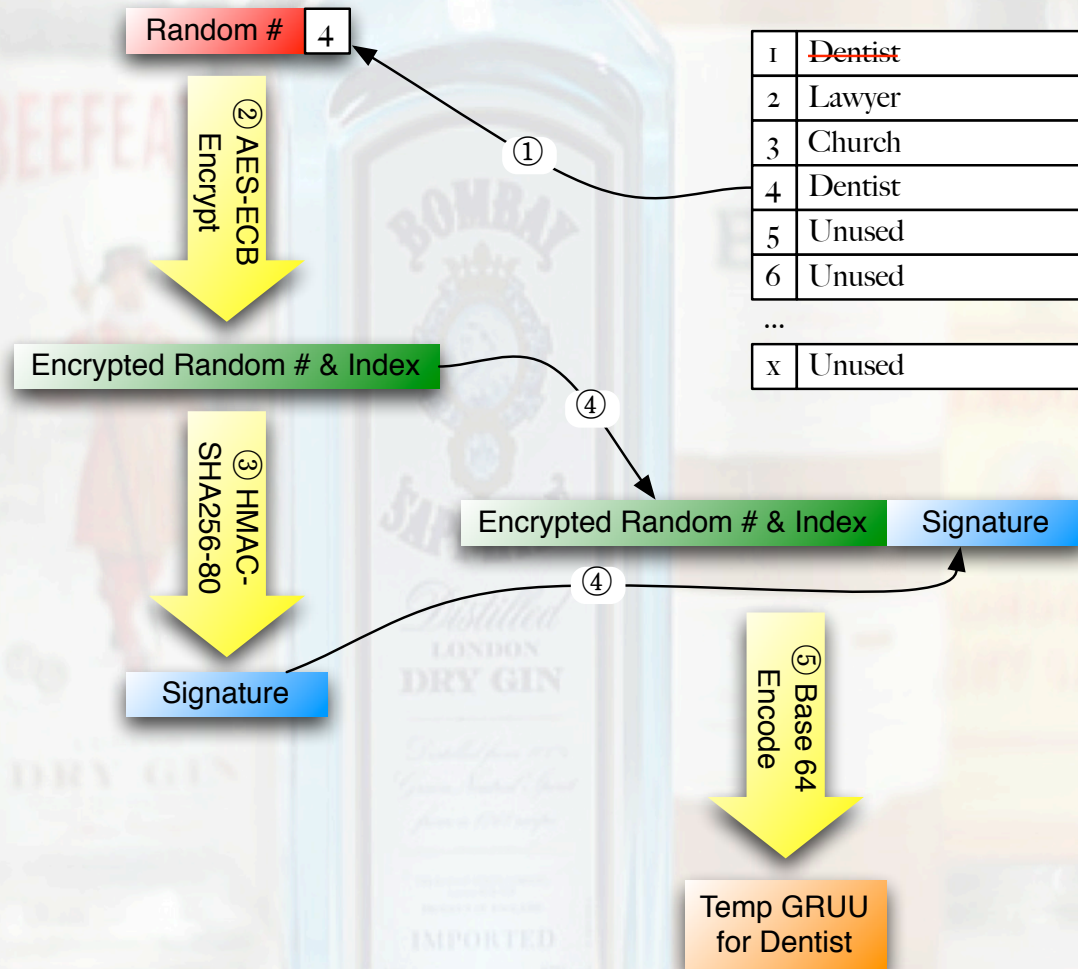 Random # 4
1 Dentist
2 Lawyer
3 Church
4 Dentist
5 Unused
6 Unused
...
x Unused
①
② AES-ECB
Encrypt
Encrypted Random # & Index
④
③ HMAC-
SHA256-80
Encrypted Random # & Index Signature
④
Signature
⑤ Base 64
Encode
Temp GRUU
for Dentist
BEEFEA
BOMBAY
SAPPHIRE
Distilled
LONDON
DRY GIN
DRY GIN
IMPORTED